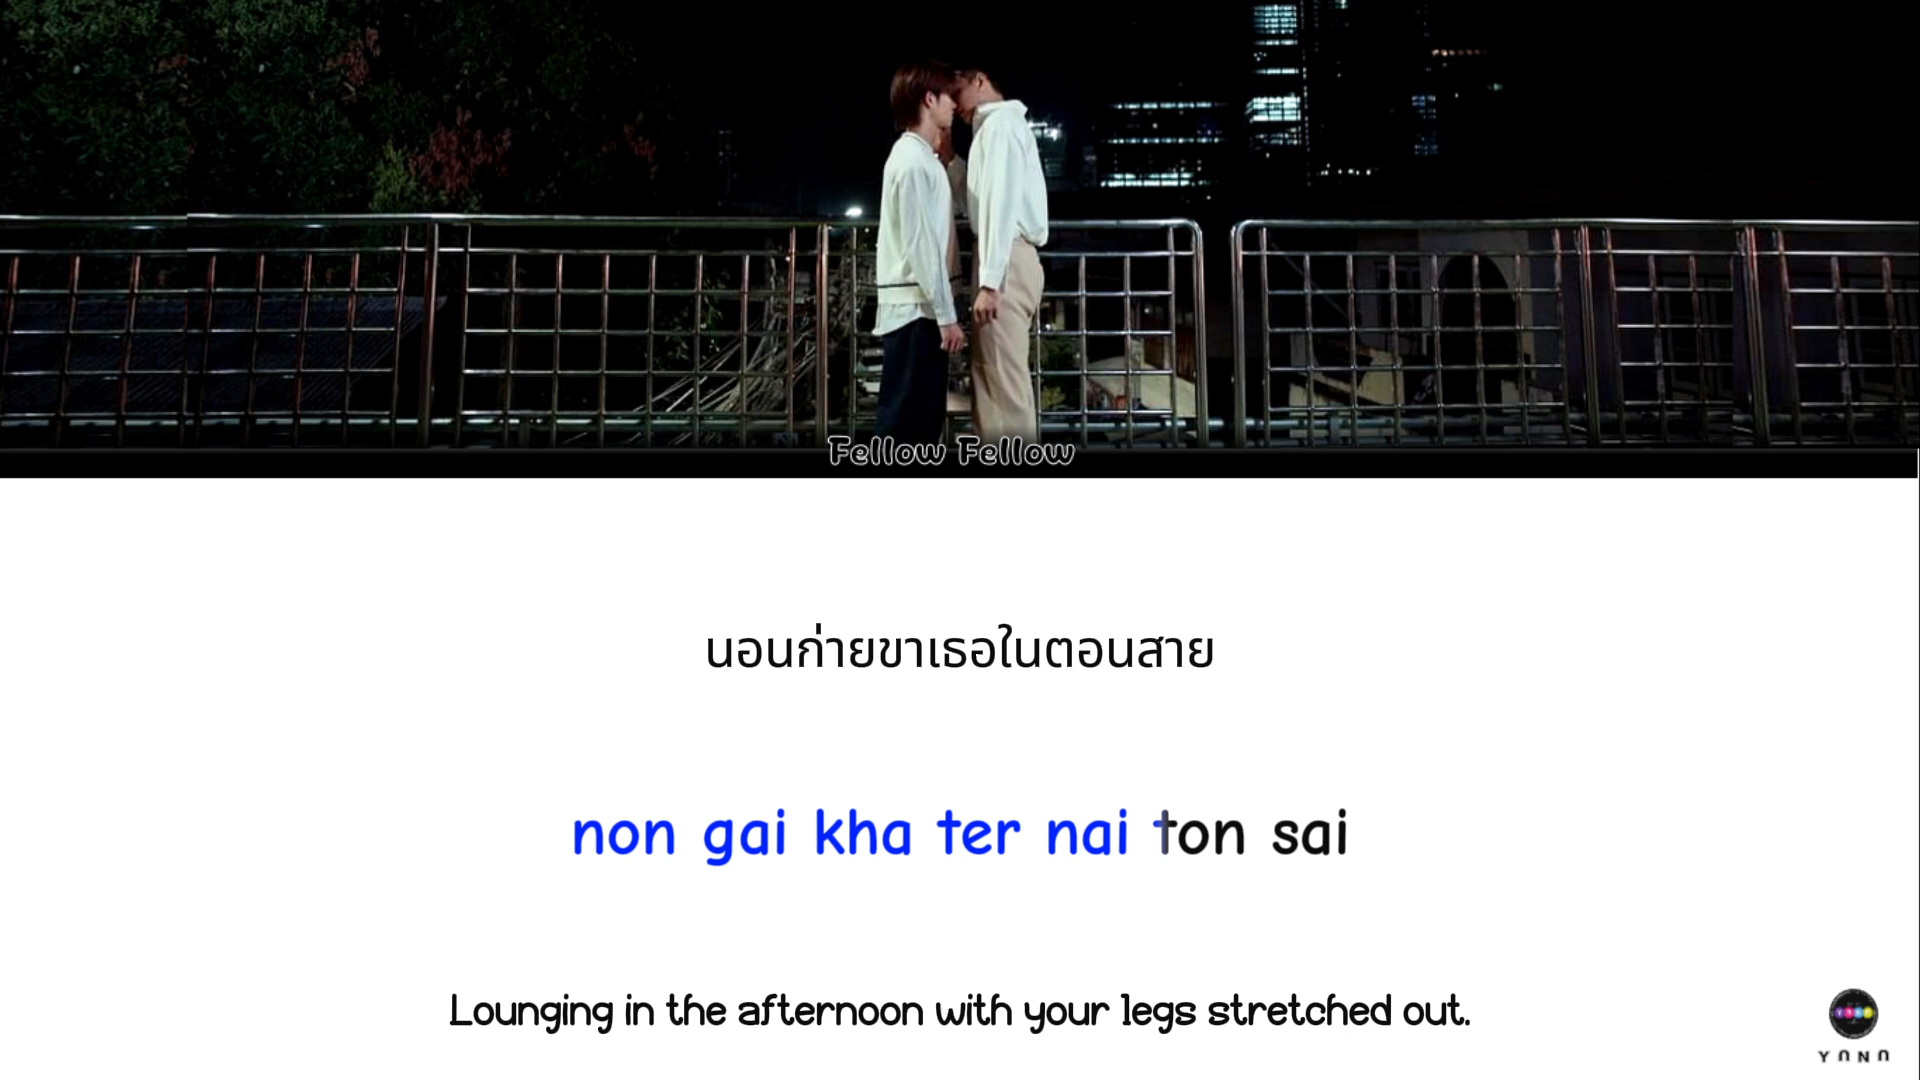 Fellow Fellow
นอนก่ายขาเธอในตอนสาย
non gai kha ter nai ton sai
Lounging in the afternoon with your legs stretched out.
YANA